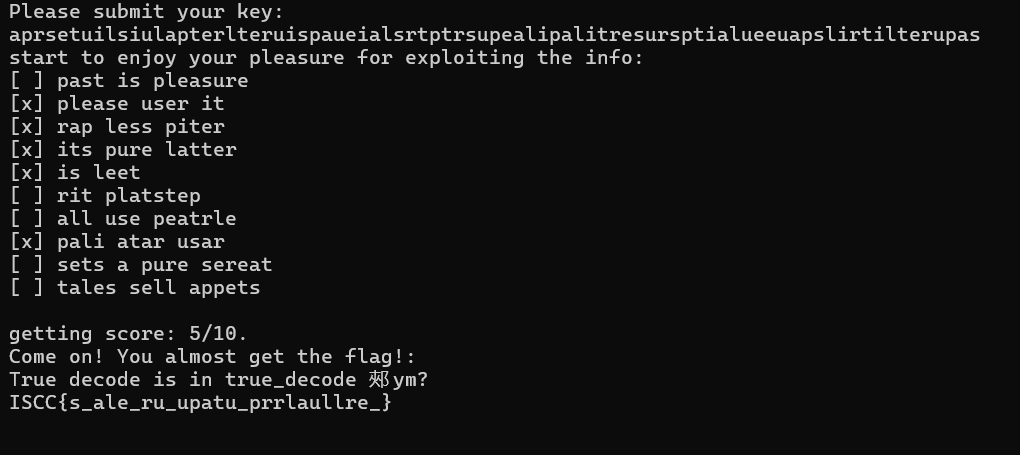 Please submit your key:
aprsetuilsiulapterlteruispaueialsrtptrsupealipalitresursptialueeuapslirtilterupas
start to enjoy your pleasure for exploiting the info:
[ ] past is pleasure
[x] please user it
[x] rap less piter
[x] its pure latter
[x] is leet
[ ] rit platstep
[ ] all use peatrle
[x] pali atar usar
[ ] sets a pure sereat
[ ] tales sell appets
getting score: 5/10.
Come on! You almost get the flag!:
True decode is in true_decode ym?
ISCC{s_ale_ru_upatu_prrlaullre_}